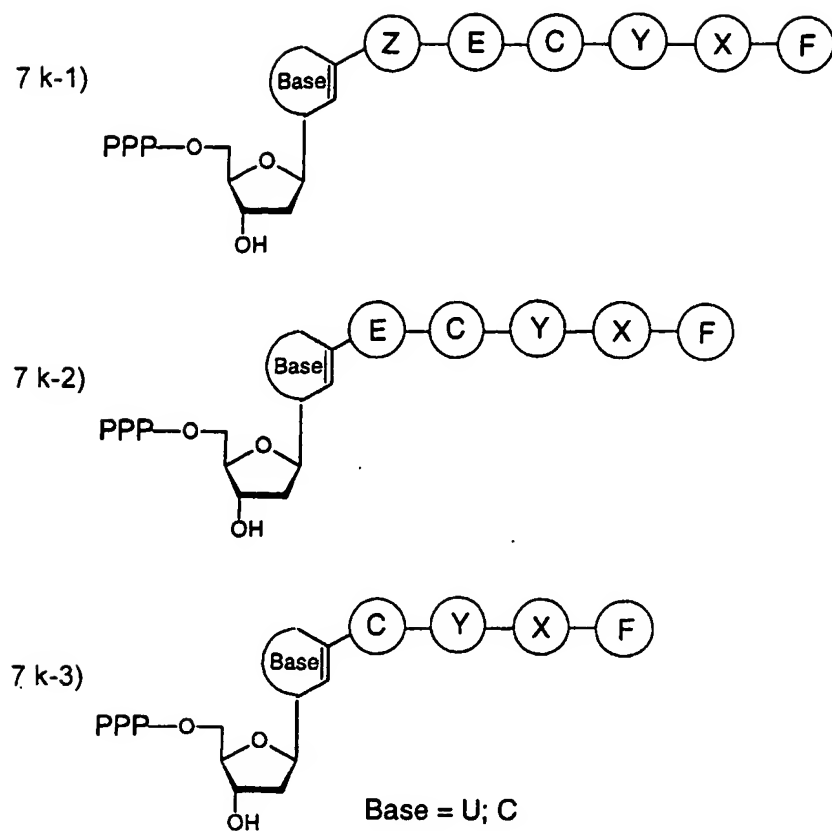 7 k-1)
Base Z E C Y X F
PPP O O
OH
7 k-2)
Base E C Y X F
PPP O O
OH
7 k-3)
Base C Y X F
PPP O O
OH
Base = U; C